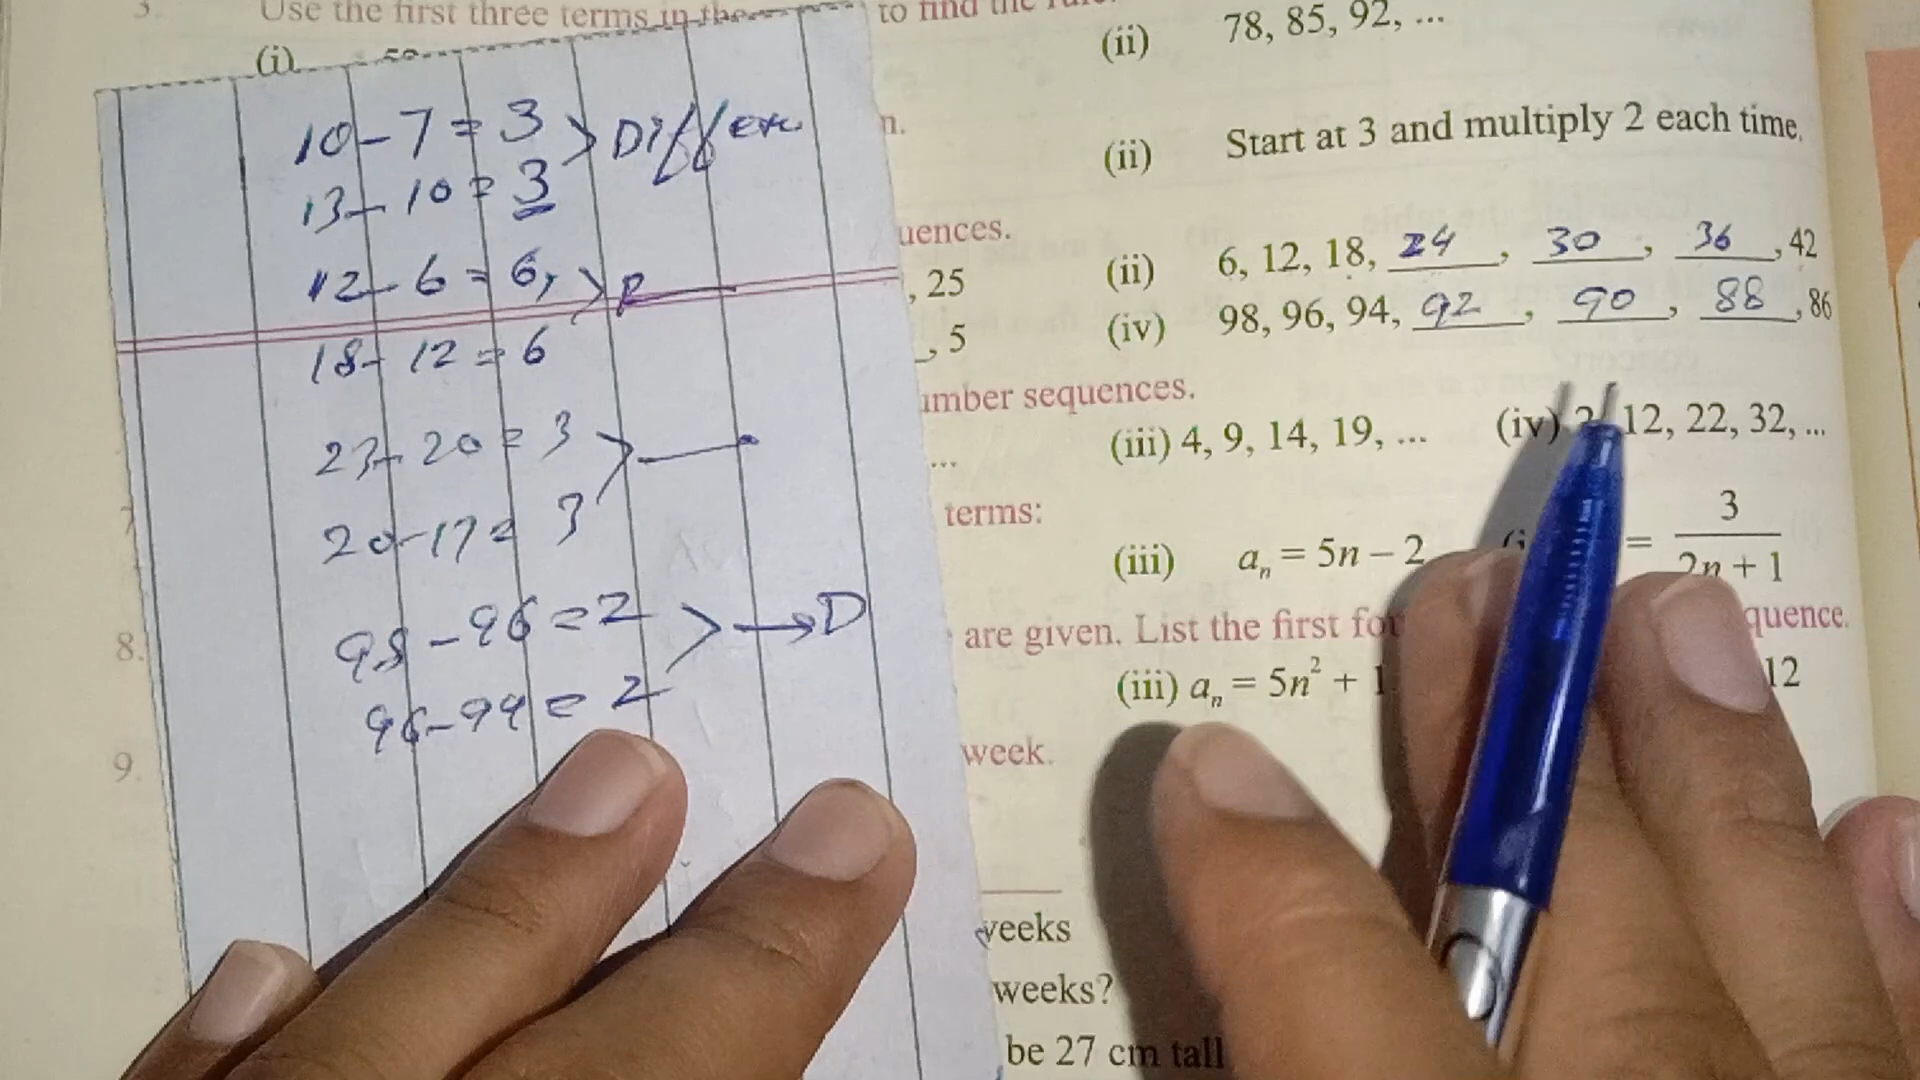 3. Use the first three terms in the
to find the
(i)
(ii) 78, 85, 92, ...
n.
(ii) Start at 3 and multiply 2 each time.
uences.
, 25
(ii) 6, 12, 18, 24, 30, 36, 42
, 5
(iv) 98, 96, 94, 92, 90, 88, 86
umber sequences.
...
(iii) 4, 9, 14, 19, ...
(iv) 2, 12, 22, 32, ...
terms:
(iii) aₙ = 5n – 2
= 3/(2n + 1)
8.
are given. List the first
quence.
(iii) aₙ = 5n² + 1
12
9.
week.
weeks
weeks?
be 27 cm tall
10 - 7 = 3
13 - 10 = 3
12 - 6 = 6,
18 - 12 = 6
23 - 20 = 3
20 - 17 = 3
98 - 96 = 2 → D
96 - 94 = 2